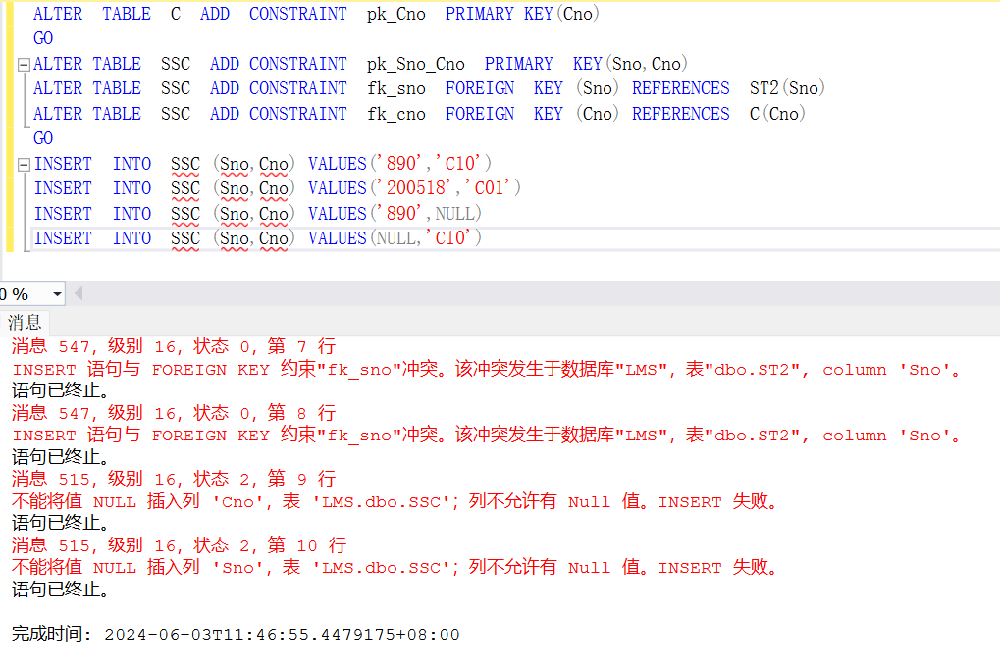 ALTER TABLE C ADD CONSTRAINT pk_Cno PRIMARY KEY(Cno)
GO
ALTER TABLE SSC ADD CONSTRAINT pk_Sno_Cno PRIMARY KEY(Sno,Cno)
ALTER TABLE SSC ADD CONSTRAINT fk_sno FOREIGN KEY (Sno) REFERENCES ST2(Sno)
ALTER TABLE SSC ADD CONSTRAINT fk_cno FOREIGN KEY (Cno) REFERENCES C(Cno)
GO
INSERT INTO SSC (Sno,Cno) VALUES('890','C10')
INSERT INTO SSC (Sno,Cno) VALUES('200518','C01')
INSERT INTO SSC (Sno,Cno) VALUES('890',NULL)
INSERT INTO SSC (Sno,Cno) VALUES(NULL,'C10')
0 %
消息
消息 547，级别 16，状态 0，第 7 行
INSERT 语句与 FOREIGN KEY 约束"fk_sno"冲突。该冲突发生于数据库"LMS"，表"dbo.ST2", column 'Sno'。
语句已终止。
消息 547，级别 16，状态 0，第 8 行
INSERT 语句与 FOREIGN KEY 约束"fk_sno"冲突。该冲突发生于数据库"LMS"，表"dbo.ST2", column 'Sno'。
语句已终止。
消息 515，级别 16，状态 2，第 9 行
不能将值 NULL 插入列 'Cno'，表 'LMS.dbo.SSC'；列不允许有 Null 值。INSERT 失败。
语句已终止。
消息 515，级别 16，状态 2，第 10 行
不能将值 NULL 插入列 'Sno'，表 'LMS.dbo.SSC'；列不允许有 Null 值。INSERT 失败。
语句已终止。
完成时间: 2024-06-03T11:46:55.4479175+08:00